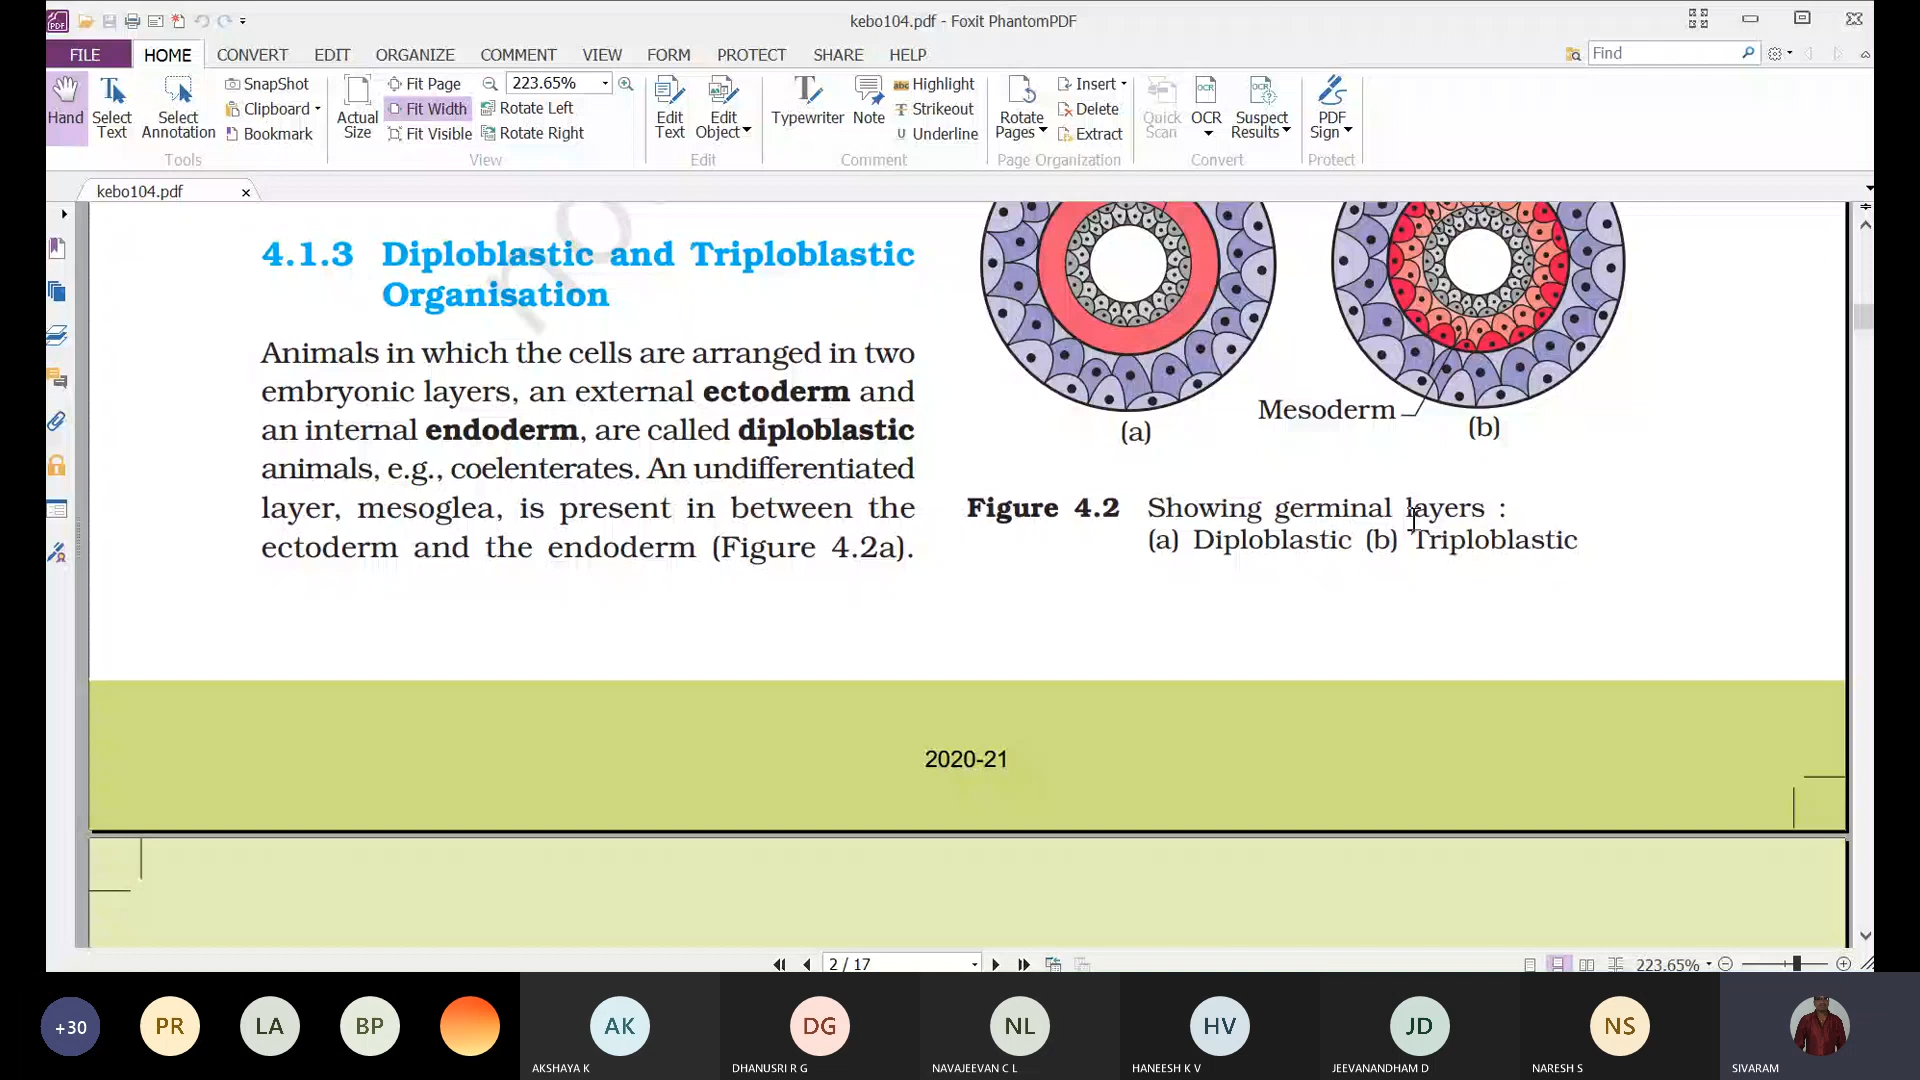 kebo104.pdf - Foxit PhantomPDF
FILE HOME CONVERT EDIT ORGANIZE COMMENT VIEW FORM PROTECT SHARE HELP
Find
Hand
Select Text
Select Annotation
SnapShot
Clipboard
Bookmark
Tools
Actual Size
Fit Page
Fit Width
Fit Visible
223.65%
Rotate Left
Rotate Right
View
Edit Text
Edit Object
Edit
Typewriter
Note
Highlight
Strikeout
Underline
Comment
Rotate Pages
Insert
Delete
Extract
Page Organization
Quick Scan
OCR
Suspect Results
Convert
PDF Sign
Protect
kebo104.pdf
4.1.3 Diploblastic and Triploblastic
Organisation
Animals in which the cells are arranged in two
embryonic layers, an external ectoderm and
an internal endoderm, are called diploblastic
animals, e.g., coelenterates. An undifferentiated
layer, mesoglea, is present in between the
ectoderm and the endoderm (Figure 4.2a).
Mesoderm
(a)
(b)
Figure 4.2 Showing germinal layers :
(a) Diploblastic (b) Triploblastic
2020-21
2 / 17
223.65%
+30
PR
LA
BP
AK
DG
NL
HV
JD
NS
AKSHAYA K
DHANUSRI R G
NAVAJEEVAN C L
HANEESH K V
JEEVANANDHAM D
NARESH S
SIVARAM